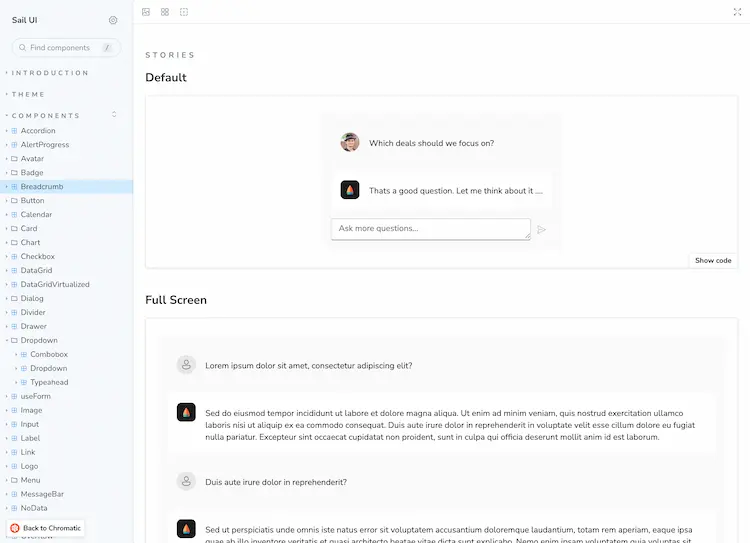 Sail UI
Find components
/
INTRODUCTION
THEME
COMPONENTS
Accordion
AlertProgress
Avatar
Badge
Breadcrumb
Button
Calendar
Card
Chart
Checkbox
DataGrid
DataGridVirtualized
Dialog
Divider
Drawer
Dropdown
Combobox
Dropdown
Typeahead
useForm
Image
Input
Label
Link
Logo
Menu
MessageBar
NoData
Back to Chromatic
STORIES
Default
Which deals should we focus on?
Thats a good question. Let me think about it ....
Ask more questions...
Show code
Full Screen
Lorem ipsum dolor sit amet, consectetur adipiscing elit?
Sed do eiusmod tempor incididunt ut labore et dolore magna aliqua. Ut enim ad minim veniam, quis nostrud exercitation ullamco
laboris nisi ut aliquip ex ea commodo consequat. Duis aute irure dolor in reprehenderit in voluptate velit esse cillum dolore eu fugiat
nulla pariatur. Excepteur sint occaecat cupidatat non proident, sunt in culpa qui officia deserunt mollit anim id est laborum.
Duis aute irure dolor in reprehenderit?
Sed ut perspiciatis unde omnis iste natus error sit voluptatem accusantium doloremque laudantium, totam rem aperiam, eaque ipsa
quae ab illo inventore veritatis et quasi architecto beatae vitae dicta sunt explicabo. Nemo enim ipsam voluptatem quia voluptas sit